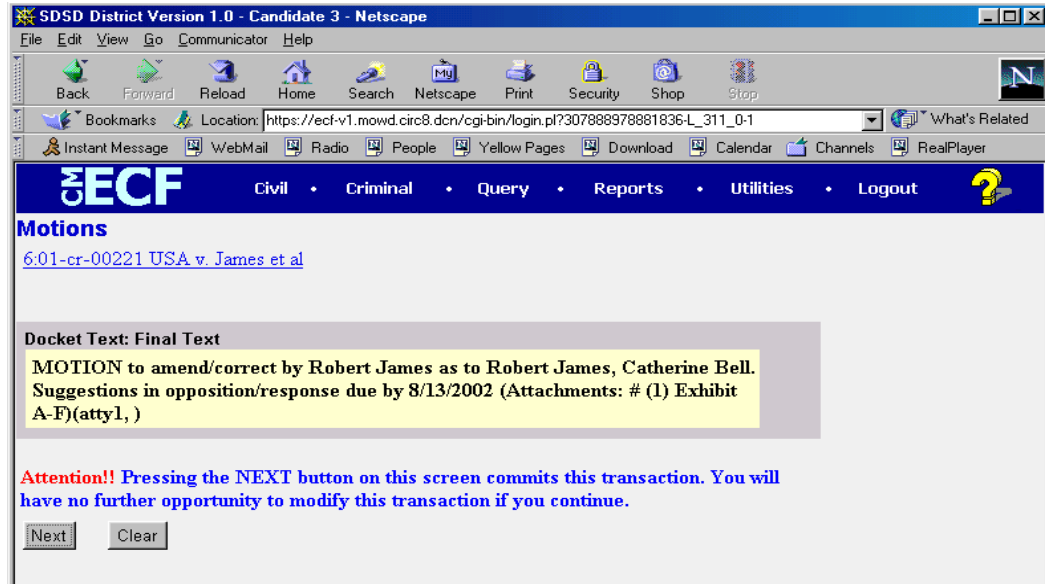 SDSD District Version 1.0 - Candidate 3 - Netscape
File Edit View Go Communicator Help
My
N
Back Forward Reload Home Search Netscape Print Security Shop Stop
Bookmarks Location: https://ecf-v1.mowd.circ8.dcn/cgi-bin/login.pl?307888978881836-L_311_0-1 What's Related
Instant Message WebMail Radio People Yellow Pages Download Calendar Channels RealPlayer
CM ECF Civil • Criminal • Query • Reports • Utilities • Logout ?
Motions
6:01-cr-00221 USA v. James et al
Docket Text: Final Text
MOTION to amend/correct by Robert James as to Robert James, Catherine Bell.
Suggestions in opposition/response due by 8/13/2002 (Attachments: # (1) Exhibit
A-F)(atty1, )
Attention!! Pressing the NEXT button on this screen commits this transaction. You will
have no further opportunity to modify this transaction if you continue.
Next Clear